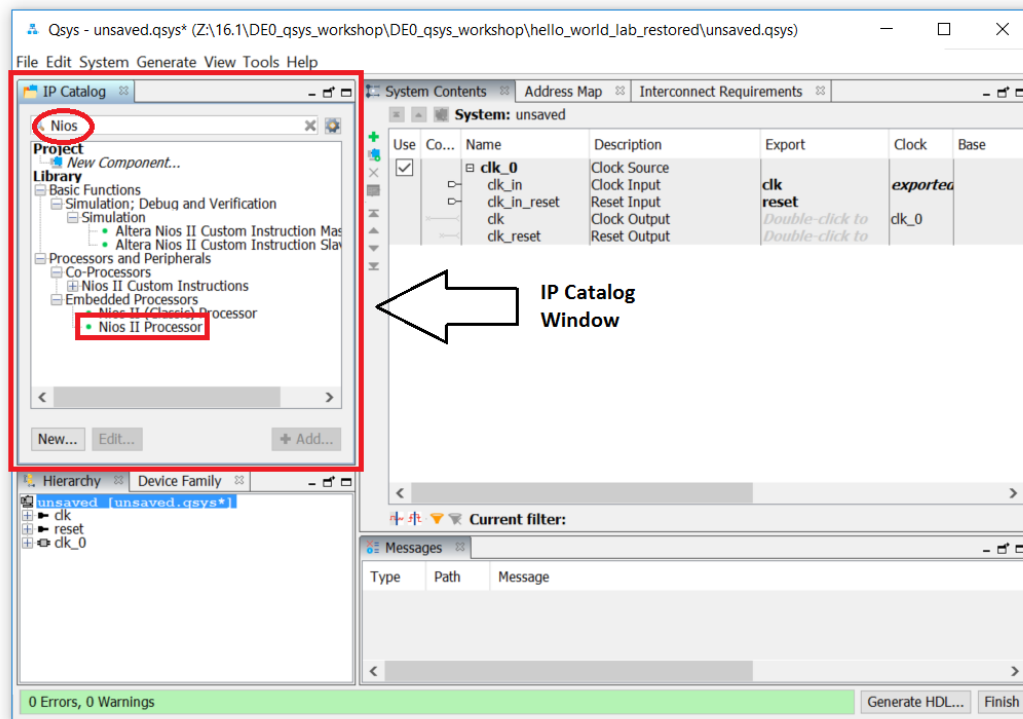 Qsys - unsaved.qsys* (Z:\16.1\DE0_qsys_workshop\DE0_qsys_workshop\hello_world_lab_restored\unsaved.qsys)
File Edit System Generate View Tools Help
IP Catalog
Nios
Project
New Component...
Library
Basic Functions
Simulation; Debug and Verification
Simulation
Altera Nios II Custom Instruction Mas
Altera Nios II Custom Instruction Slav
Processors and Peripherals
Co-Processors
Nios II Custom Instructions
Embedded Processors
Nios II (Classic) Processor
Nios II Processor
New... Edit... Add...
System Contents Address Map Interconnect Requirements
System: unsaved
Use Co... Name Description Export Clock Base
clk_0 Clock Source
clk_in Clock Input clk exported
clk_in_reset Reset Input reset
clk Clock Output Double-click to clk_0
clk_reset Reset Output Double-click to
IP Catalog
Window
Current filter:
Hierarchy Device Family
unsaved [unsaved.qsys*]
clk
reset
clk_0
Messages
Type Path Message
0 Errors, 0 Warnings
Generate HDL... Finish